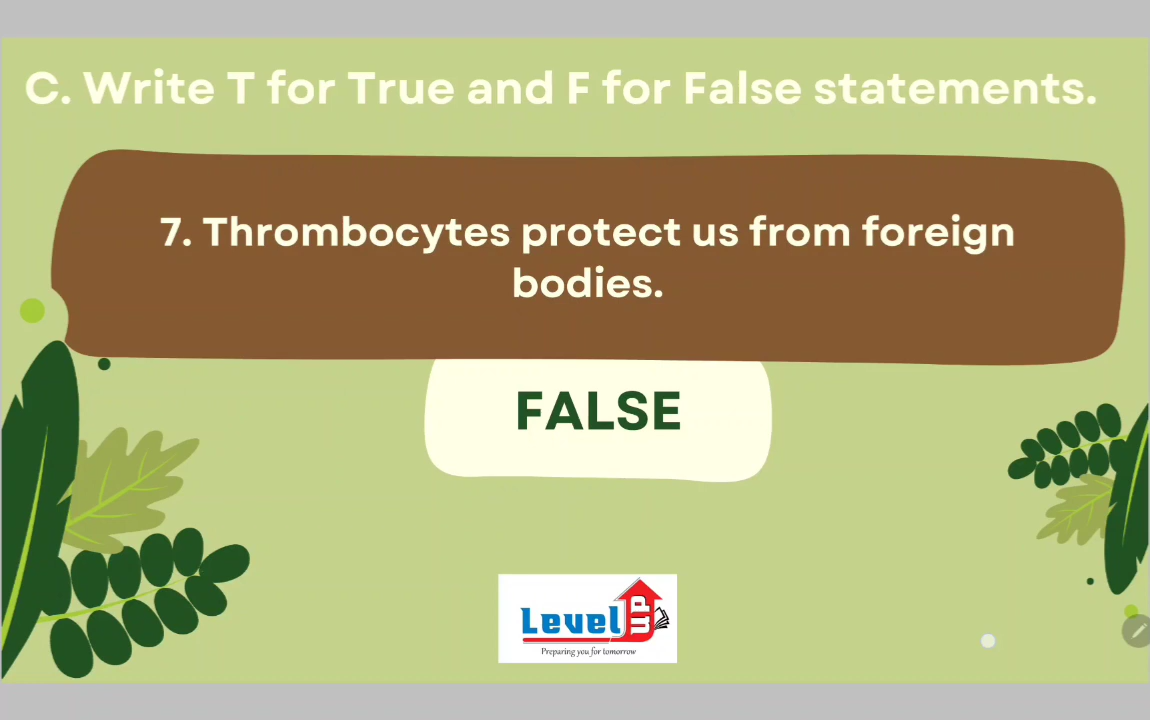 C. Write T for True and F for False statements.
7. Thrombocytes protect us from foreign
bodies.
FALSE
Level UP
Preparing you for tomorrow